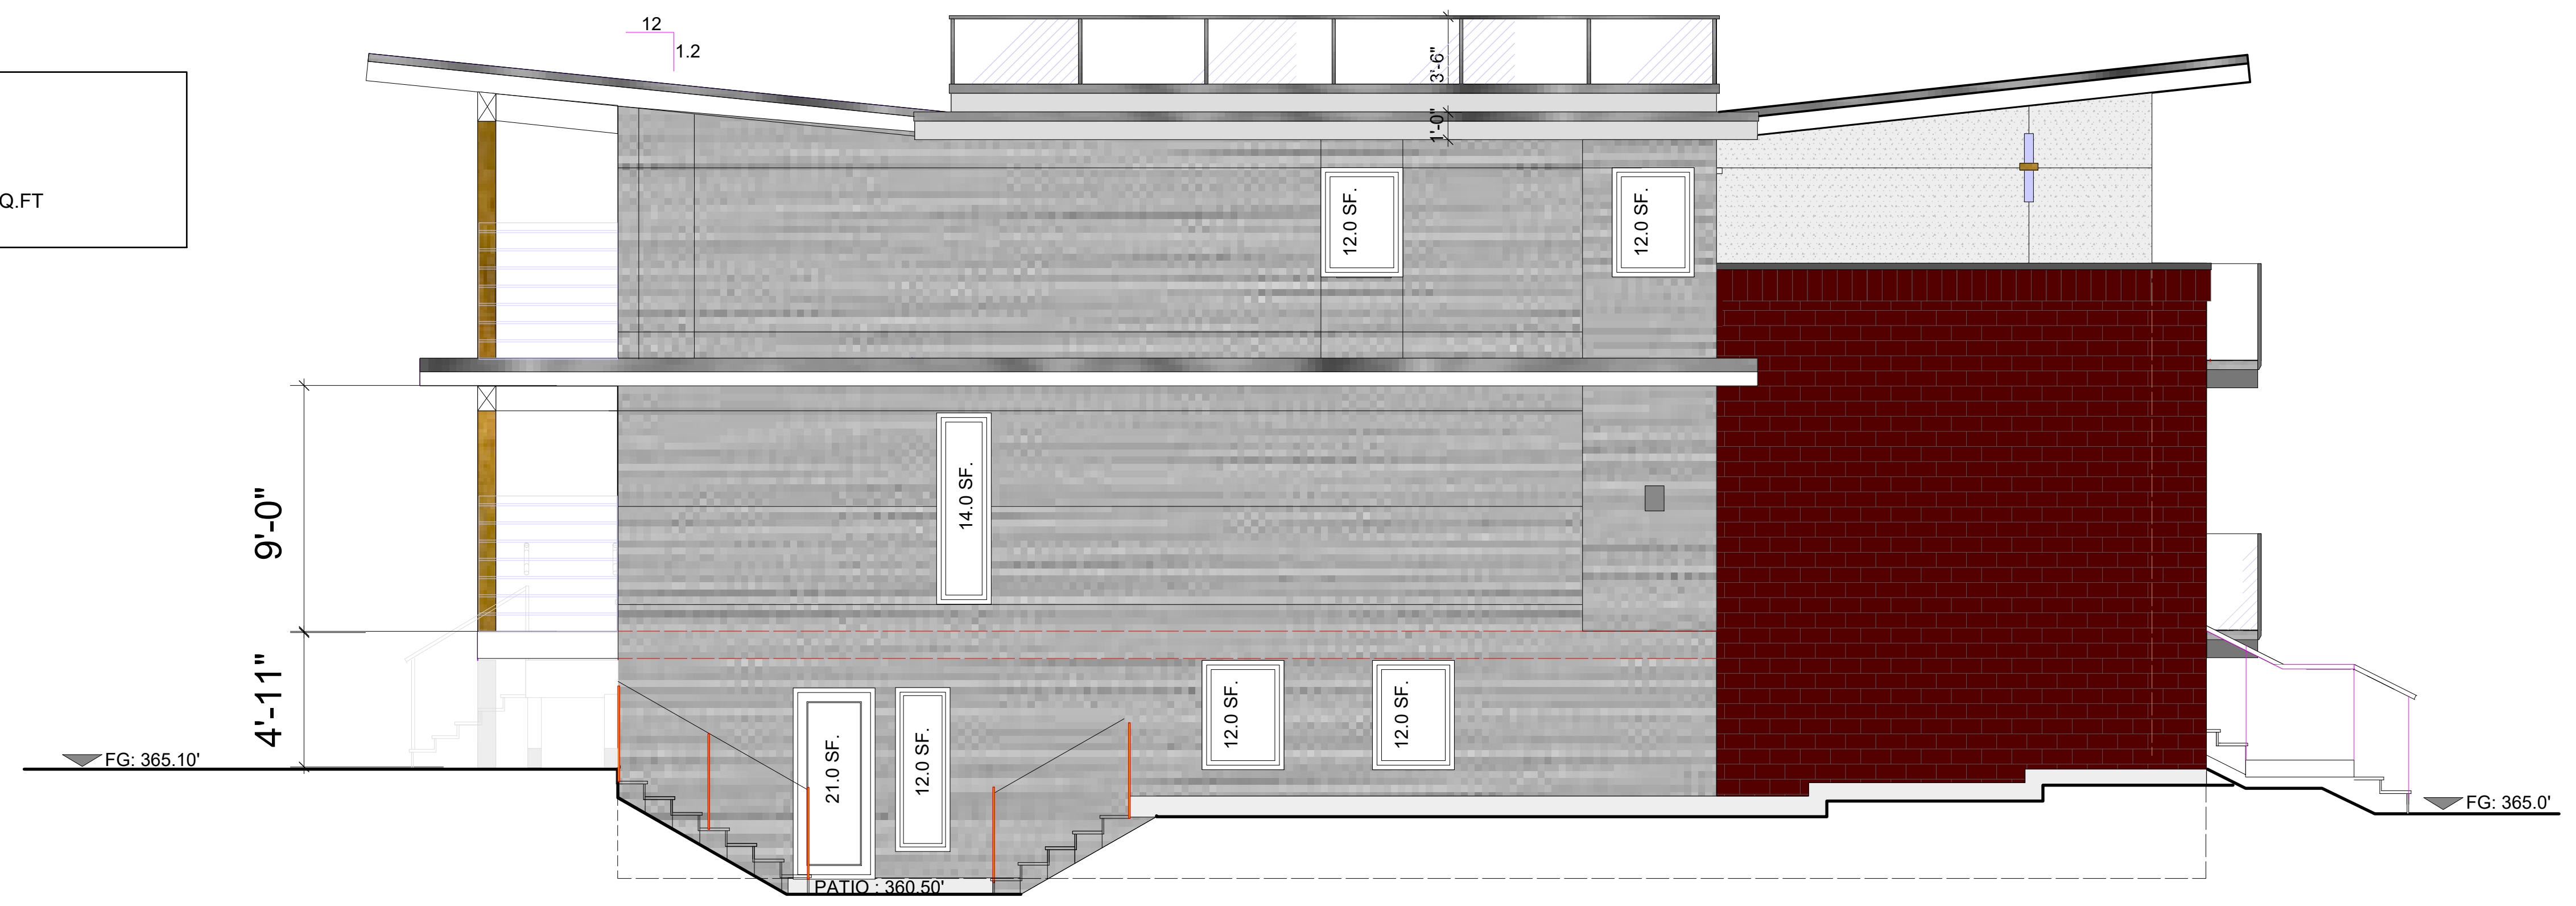 12
1.2
3'-6"
1'-0"
Q.FT
12.0 SF.
12.0 SF.
9'-0"
14.0 SF.
4'-11"
12.0 SF.
12.0 SF.
21.0 SF.
12.0 SF.
FG: 365.10'
FG: 365.0'
PATIO : 360.50'